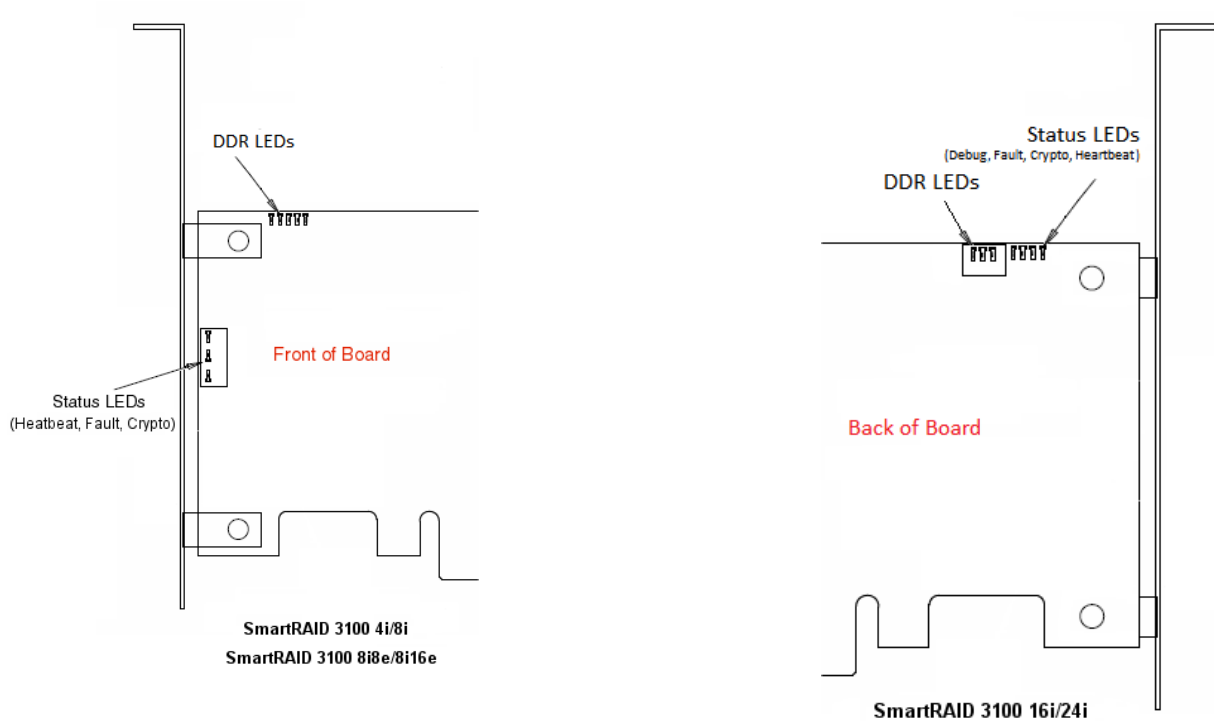 DDR LEDs
Front of Board
Status LEDs
(Heatbeat, Fault, Crypto)
SmartRAID 3100 4i/8i
SmartRAID 3100 8i8e/8i16e
Status LEDs
(Debug, Fault, Crypto, Heartbeat)
DDR LEDs
Back of Board
SmartRAID 3100 16i/24i